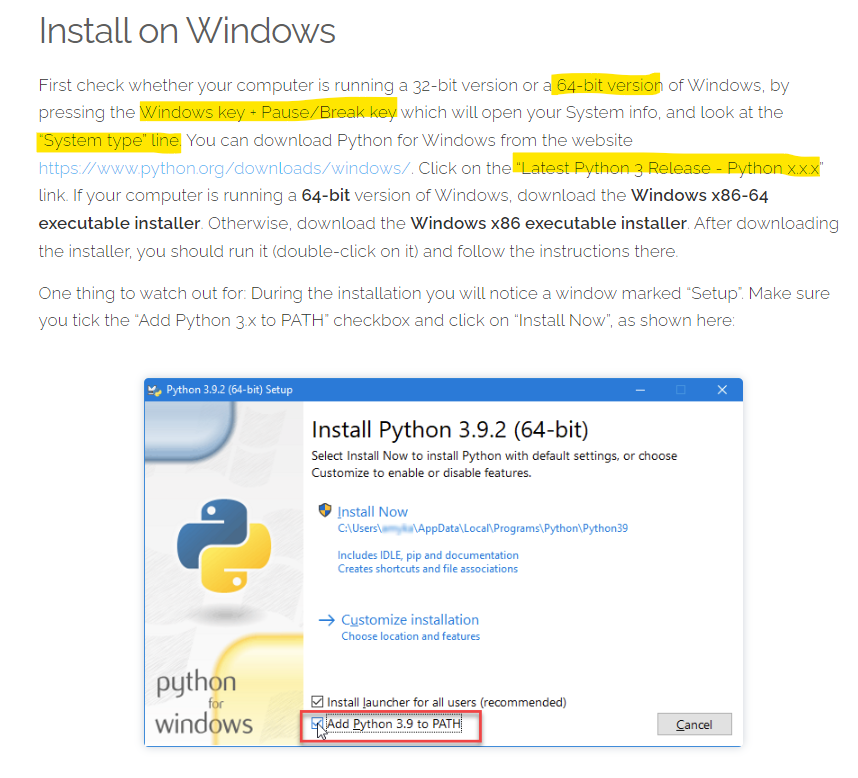 Install on Windows
First check whether your computer is running a 32-bit version or a 64-bit version of Windows, by
pressing the Windows key + Pause/Break key which will open your System info, and look at the
“System type” line. You can download Python for Windows from the website
https://www.python.org/downloads/windows/. Click on the “Latest Python 3 Release - Python x.x.x”
link. If your computer is running a 64-bit version of Windows, download the Windows x86-64
executable installer. Otherwise, download the Windows x86 executable installer. After downloading
the installer, you should run it (double-click on it) and follow the instructions there.
One thing to watch out for: During the installation you will notice a window marked “Setup”. Make sure
you tick the “Add Python 3.x to PATH” checkbox and click on “Install Now”, as shown here:
Python 3.9.2 (64-bit) Setup
Install Python 3.9.2 (64-bit)
Select Install Now to install Python with default settings, or choose
Customize to enable or disable features.
Install Now
C:\Users\ \AppData\Local\Programs\Python\Python39
Includes IDLE, pip and documentation
Creates shortcuts and file associations
Customize installation
Choose location and features
python
for
windows
Install launcher for all users (recommended)
Add Python 3.9 to PATH
Cancel